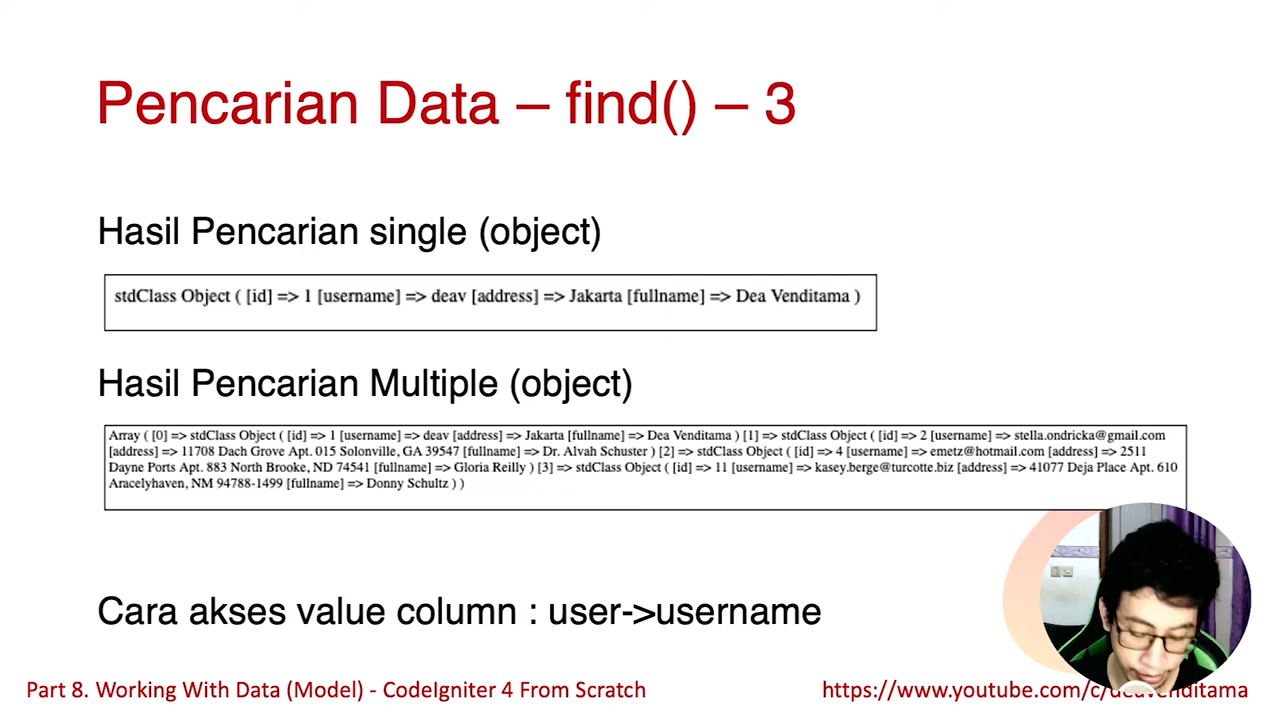 Pencarian Data – find() – 3
Hasil Pencarian single (object)
stdClass Object ( [id] => 1 [username] => deav [address] => Jakarta [fullname] => Dea Venditama )
Hasil Pencarian Multiple (object)
Array ( [0] => stdClass Object ( [id] => 1 [username] => deav [address] => Jakarta [fullname] => Dea Venditama ) [1] => stdClass Object ( [id] => 2 [username] => stella.ondricka@gmail.com
[address] => 11708 Dach Grove Apt. 015 Solonville, GA 39547 [fullname] => Dr. Alvah Schuster ) [2] => stdClass Object ( [id] => 4 [username] => emetz@hotmail.com [address] => 2511
Dayne Ports Apt. 883 North Brooke, ND 74541 [fullname] => Gloria Reilly ) [3] => stdClass Object ( [id] => 11 [username] => kasey.berge@turcotte.biz [address] => 41077 Deja Place Apt. 610
Aracelyhaven, NM 94788-1499 [fullname] => Donny Schultz ) )
Cara akses value column : user->username
Part 8. Working With Data (Model) - CodeIgniter 4 From Scratch
https://www.youtube.com/c/deavenditama